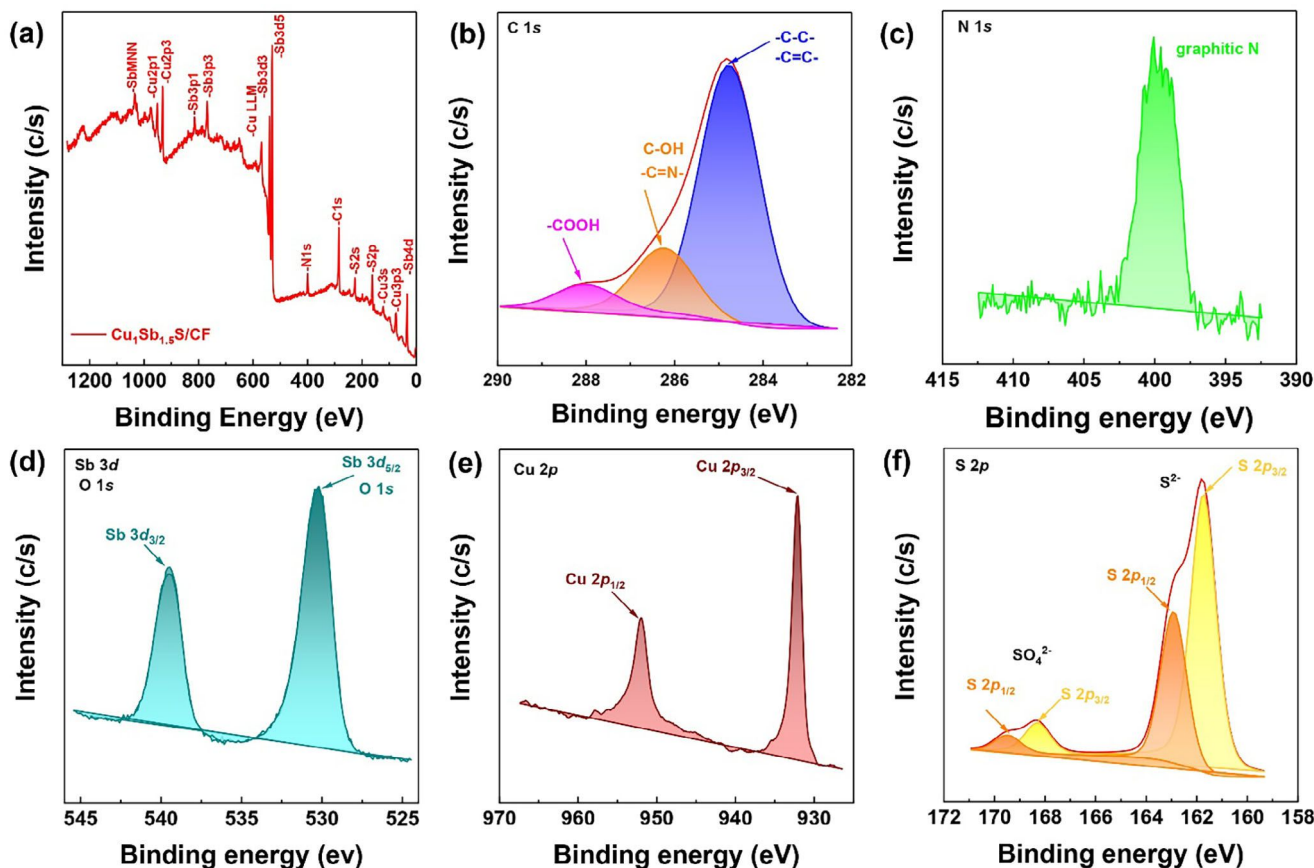 (a)
-SbMNN
-Cu2p1
-Cu2p3
-Sb3p1
-Sb3p3
-Cu LLM
-Sb3d3
-Sb3d5
-N1s
-C1s
-S2s
-S2p
-Cu3s
-Cu3p3
-Sb4d
Cu₁Sb₁.₅S/CF
Intensity (c/s)
1200 1000 800 600 400 200 0
Binding Energy (eV)
(b)
C 1s
-C-C-
-C=C-
C-OH
-C=N-
-COOH
Intensity (c/s)
290 288 286 284 282
Binding energy (eV)
(c)
N 1s
graphitic N
Intensity (c/s)
415 410 405 400 395 390
Binding energy (eV)
(d)
Sb 3d
O 1s
Sb 3d₅/₂
O 1s
Sb 3d₃/₂
Intensity (c/s)
545 540 535 530 525
Binding energy (ev)
(e)
Cu 2p
Cu 2p₃/₂
Cu 2p₁/₂
Intensity (c/s)
970 960 950 940 930
Binding energy (eV)
(f)
S 2p
S 2p₃/₂
S²⁻
S 2p₁/₂
SO₄²⁻
S 2p₁/₂
S 2p₃/₂
Intensity (c/s)
172 170 168 166 164 162 160 158
Binding energy (eV)